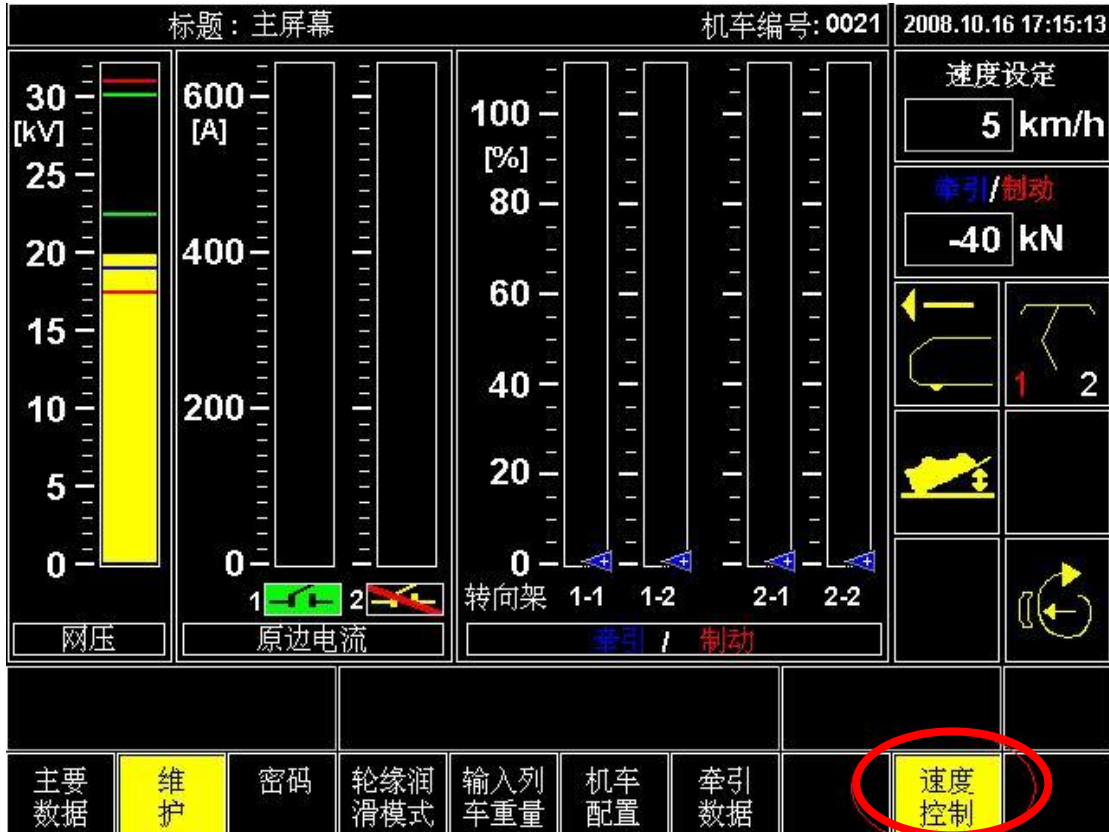 标题：主屏幕
机车编号: 0021
2008.10.16 17:15:13
30
[kV]
25
20
15
10
5
0
网压
600
[A]
400
200
0
1
2
原边电流
100
[%]
80
60
40
20
0
转向架 1-1 1-2 2-1 2-2
牵引 / 制动
速度设定
5 km/h
牵引/制动
-40 kN
1 2
主要
数据
维
护
密码
轮缘润
滑模式
输入列
车重量
机车
配置
牵引
数据
速度
控制